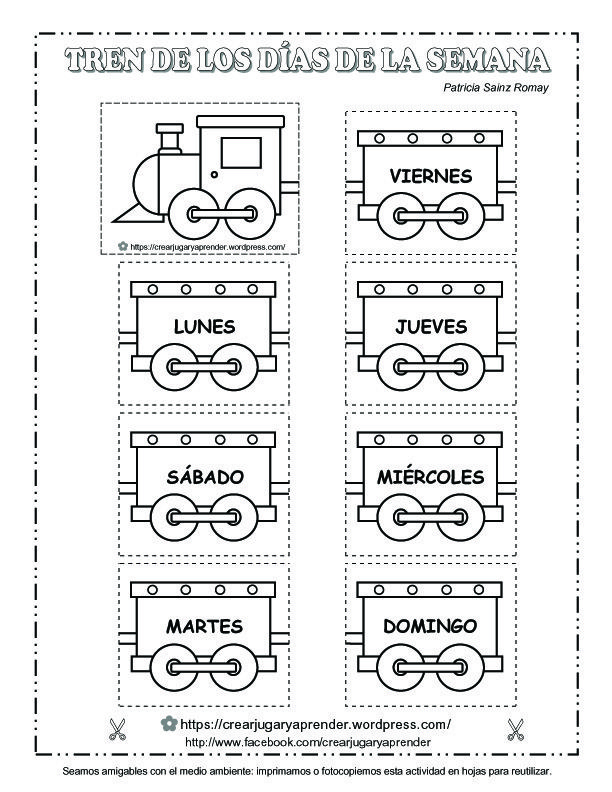 TREN DE LOS DÍAS DE LA SEMANA
Patricia Sainz Romay
https://crearjugaryaprender.wordpress.com/
VIERNES
LUNES
JUEVES
SÁBADO
MIÉRCOLES
MARTES
DOMINGO
https://crearjugaryaprender.wordpress.com/
http://www.facebook.com/crearjugaryaprender
Seamos amigables con el medio ambiente: imprimamos o fotocopiemos esta actividad en hojas para reutilizar.